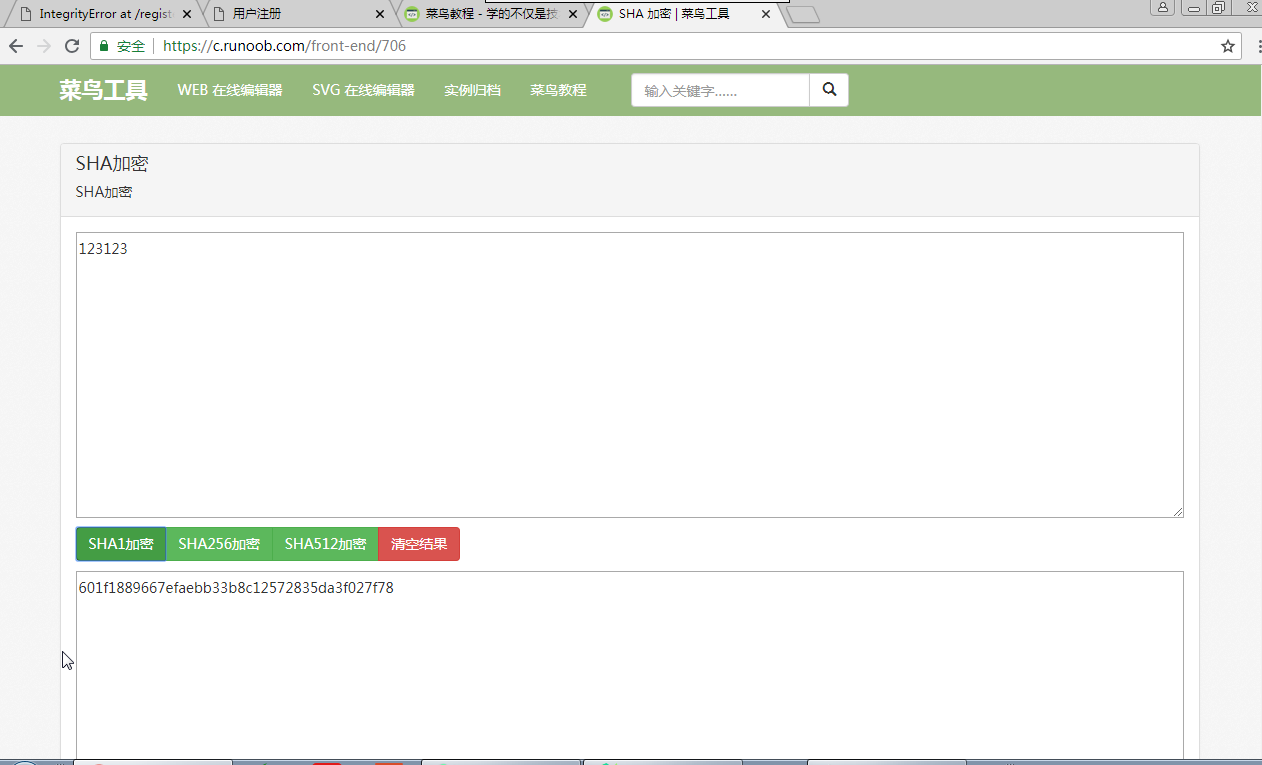 IntegrityError at /regist
用户注册
菜鸟教程 - 学的不仅是技
SHA 加密 | 菜鸟工具
安全 https://c.runoob.com/front-end/706
菜鸟工具 WEB 在线编辑器 SVG 在线编辑器 实例归档 菜鸟教程 输入关键字......
SHA加密
SHA加密
123123
SHA1加密 SHA256加密 SHA512加密 清空结果
601f1889667efaebb33b8c12572835da3f027f78